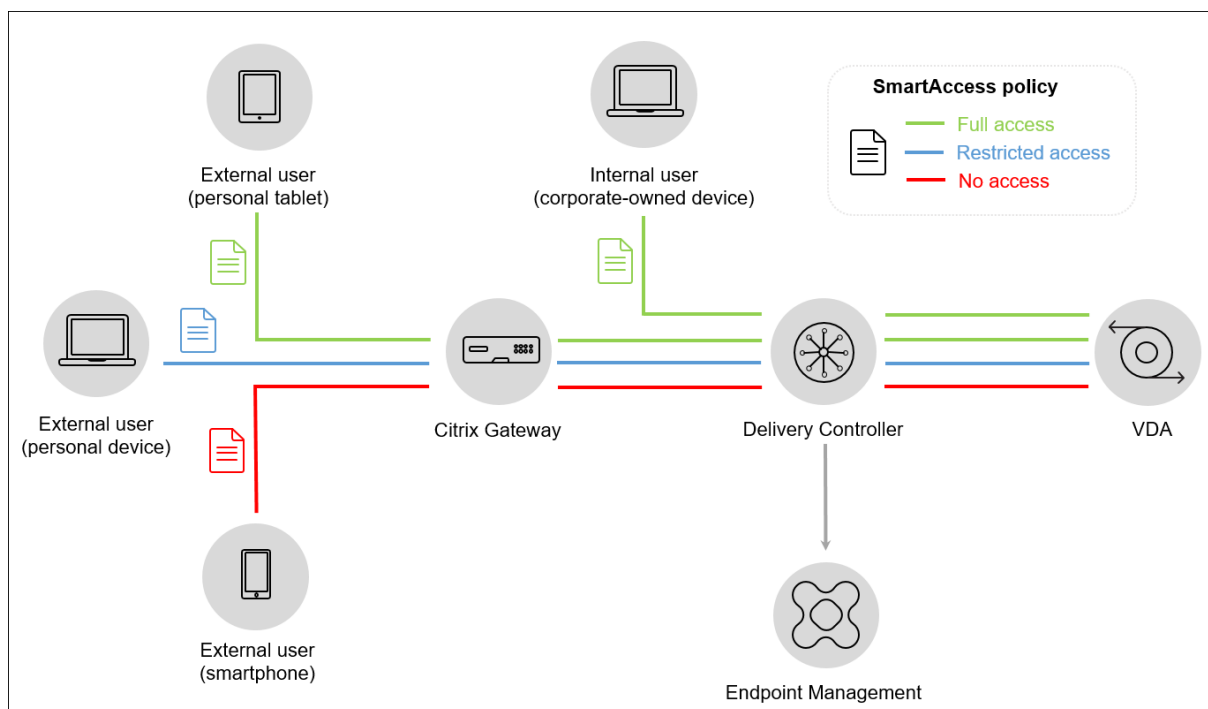 SmartAccess policy
Full access
Restricted access
No access
External user
(personal tablet)
Internal user
(corporate-owned device)
External user
(personal device)
Citrix Gateway
Delivery Controller
VDA
External user
(smartphone)
Endpoint Management